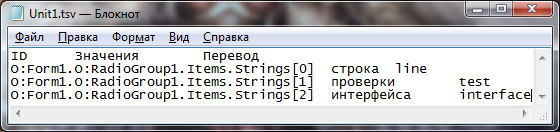 Unit1.tsv — Блокнот
Файл Правка Формат Вид Справка
ID Значения Перевод
O:Form1.O:RadioGroup1.Items.Strings[0] строка line
O:Form1.O:RadioGroup1.Items.Strings[1] проверки test
O:Form1.O:RadioGroup1.Items.Strings[2] интерфейса interface